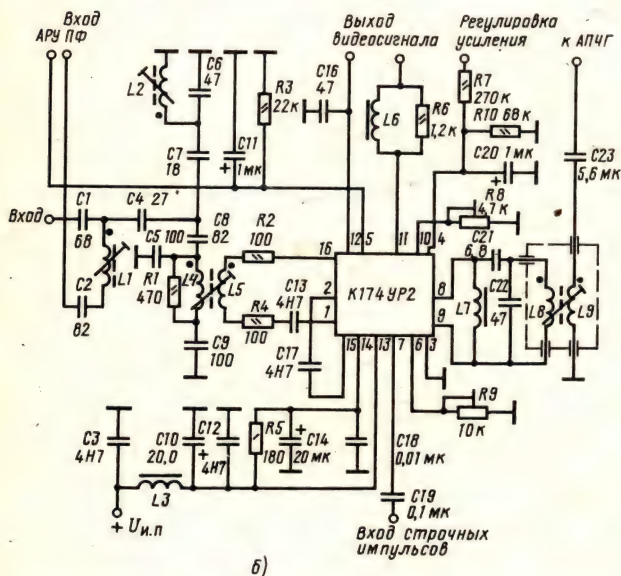 Вход
АРУ ПФ
Выход
видеосигнала
Регулировка
усиления
к АПЧГ
L2
C6
47
R3
22к
C16
47
R7
270к
R10 68к
L6
R6
1,2к
C7
18
C11
+ 1мк
C20 1мк
+
C23
5,6 мк
C1
68
C4 27
Вход
C8
82
R2
100
12 5
11
10
4
R8
4,7к
C5 100
L1
R1
470
L4
L5
16
C21
6,8
C2
82
C13
4Н7
2
1
К174УР2
8
9
L7
C22
47
L8
L9
R4
100
C9
100
C17
4Н7
15 14 13 7 6 3
R9
10к
C3
4Н7
C10
20,0
C12
+
4Н7
R5
180
+
C14
20 мк
C18
0,01 мк
L3
+ Uи.п
C19
0,1 мк
Вход строчных
импульсов
б)